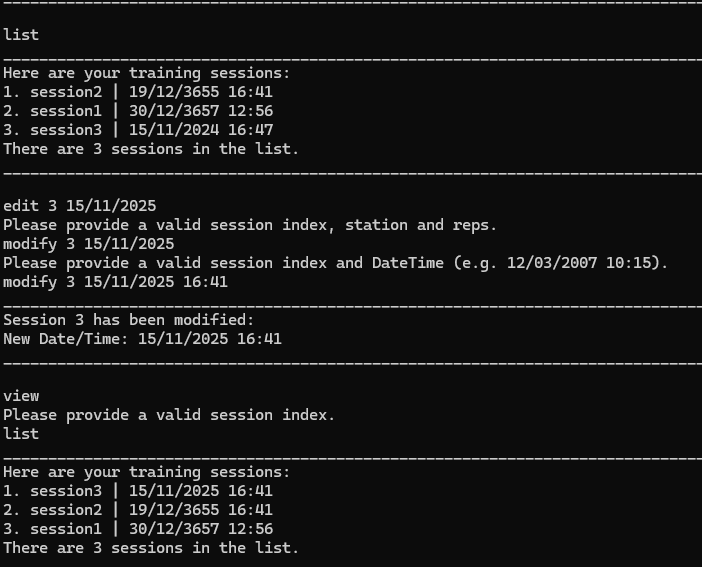 list
Here are your training sessions:
1. session2 | 19/12/3655 16:41
2. session1 | 30/12/3657 12:56
3. session3 | 15/11/2024 16:47
There are 3 sessions in the list.
edit 3 15/11/2025
Please provide a valid session index, station and reps.
modify 3 15/11/2025
Please provide a valid session index and DateTime (e.g. 12/03/2007 10:15).
modify 3 15/11/2025 16:41
Session 3 has been modified:
New Date/Time: 15/11/2025 16:41
view
Please provide a valid session index.
list
Here are your training sessions:
1. session3 | 15/11/2025 16:41
2. session2 | 19/12/3655 16:41
3. session1 | 30/12/3657 12:56
There are 3 sessions in the list.